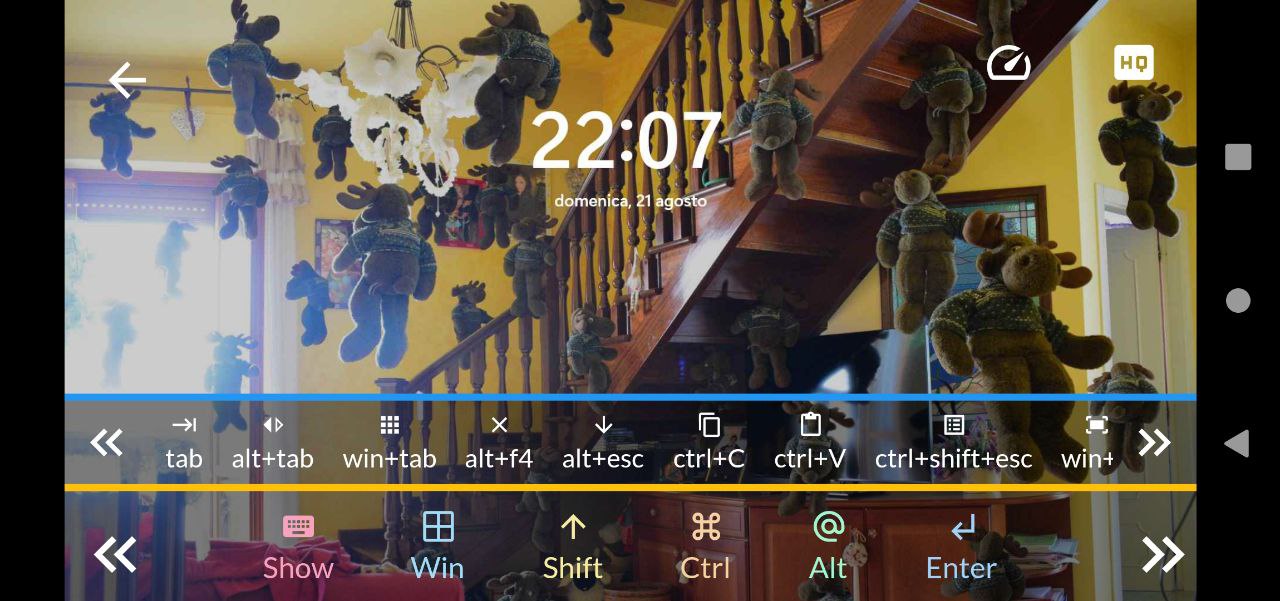 HQ
22:07
domenica, 21 agosto
tab alt+tab win+tab alt+f4 alt+esc ctrl+C ctrl+V ctrl+shift+esc win+
Show Win Shift Ctrl Alt Enter